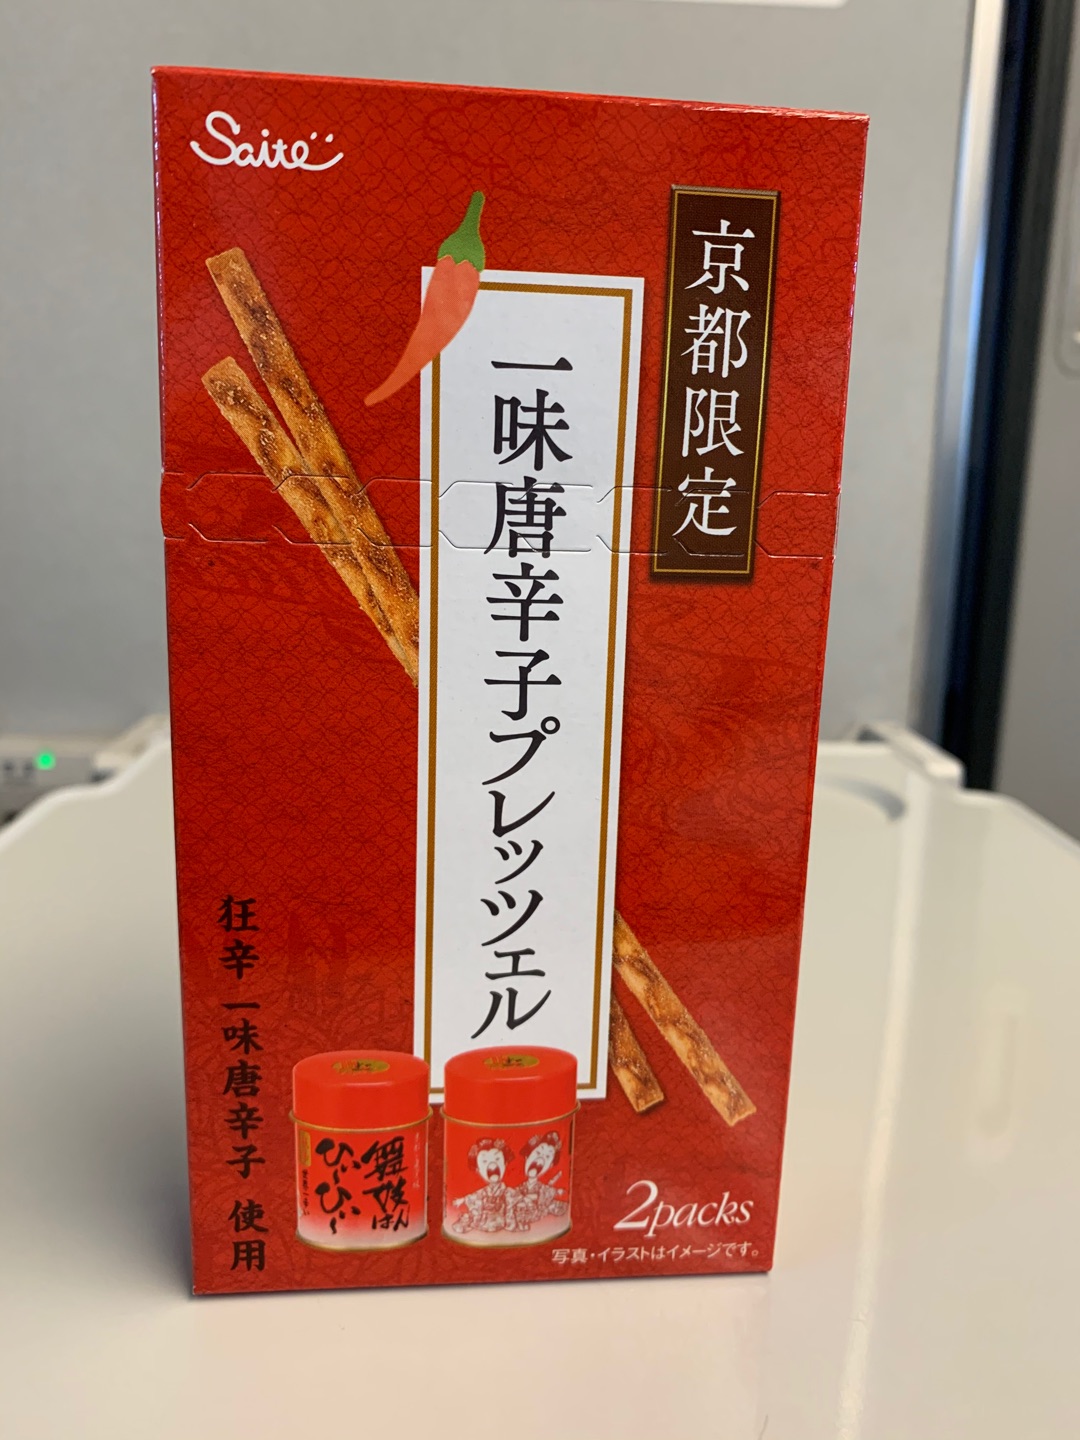 Saite
京都限定
一味唐辛子プレッツェル
狂辛 一味唐辛子 使用
舞妓はん
ひぃ〜ひぃ〜
2packs
写真・イラストはイメージです。